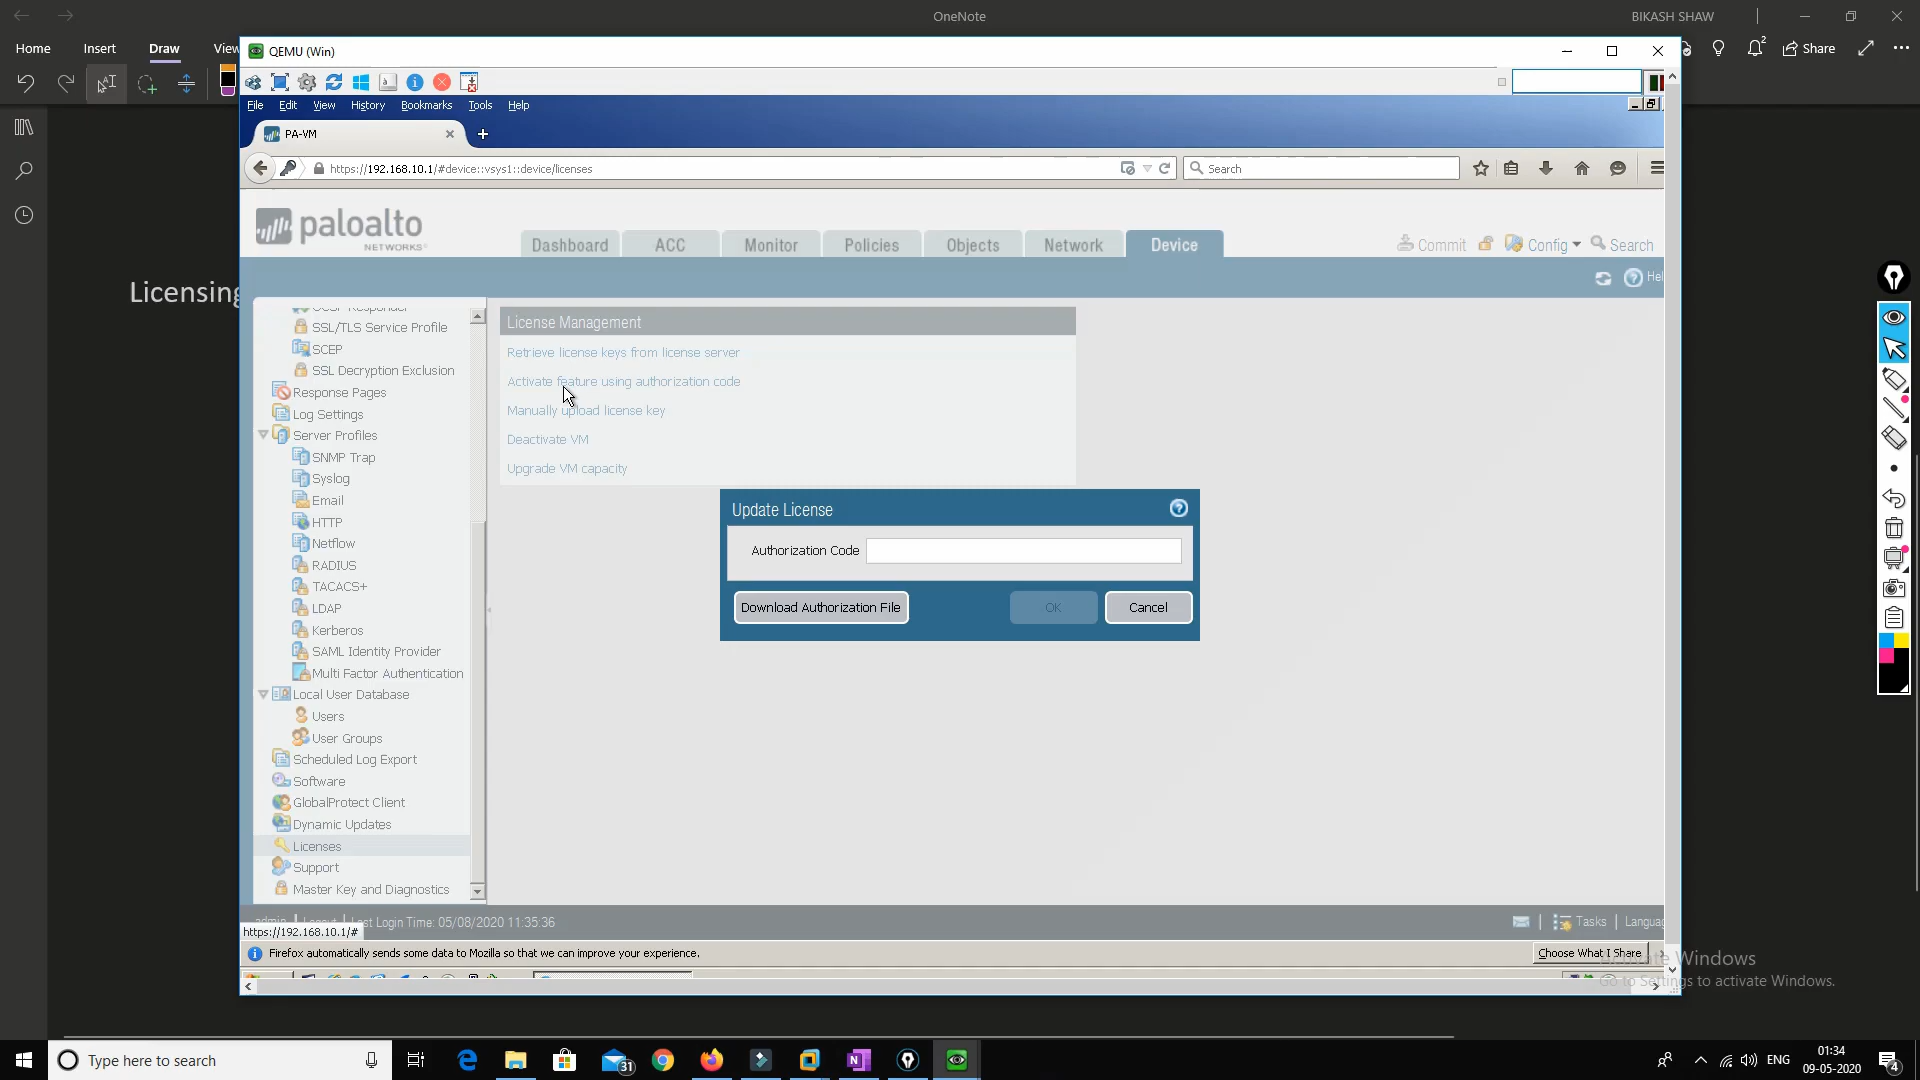 OneNote
BIKASH SHAW
Home
Insert
Draw
View
Share
QEMU (Win)
File Edit View History Bookmarks Tools Help
PA-VM
https://192.168.10.1/#device::vsys1::device/licenses
Search
paloalto
NETWORKS
Dashboard
ACC
Monitor
Policies
Objects
Network
Device
Commit
Config
Search
Licensing
SSL/TLS Service Profile
SCEP
SSL Decryption Exclusion
Response Pages
Log Settings
Server Profiles
SNMP Trap
Syslog
Email
HTTP
Netflow
RADIUS
TACACS+
LDAP
Kerberos
SAML Identity Provider
Multi Factor Authentication
Local User Database
Users
User Groups
Scheduled Log Export
Software
GlobalProtect Client
Dynamic Updates
Licenses
Support
Master Key and Diagnostics
License Management
Retrieve license keys from license server
Activate feature using authorization code
Manually upload license key
Deactivate VM
Upgrade VM capacity
Update License
Authorization Code
Download Authorization File
OK
Cancel
Last Login Time: 05/08/2020 11:35:36
Tasks
https://192.168.10.1/#
Firefox automatically sends some data to Mozilla so that we can improve your experience.
Choose What I Share
Activate Windows
Go to Settings to activate Windows.
Type here to search
31
ENG
01:34
09-05-2020
4